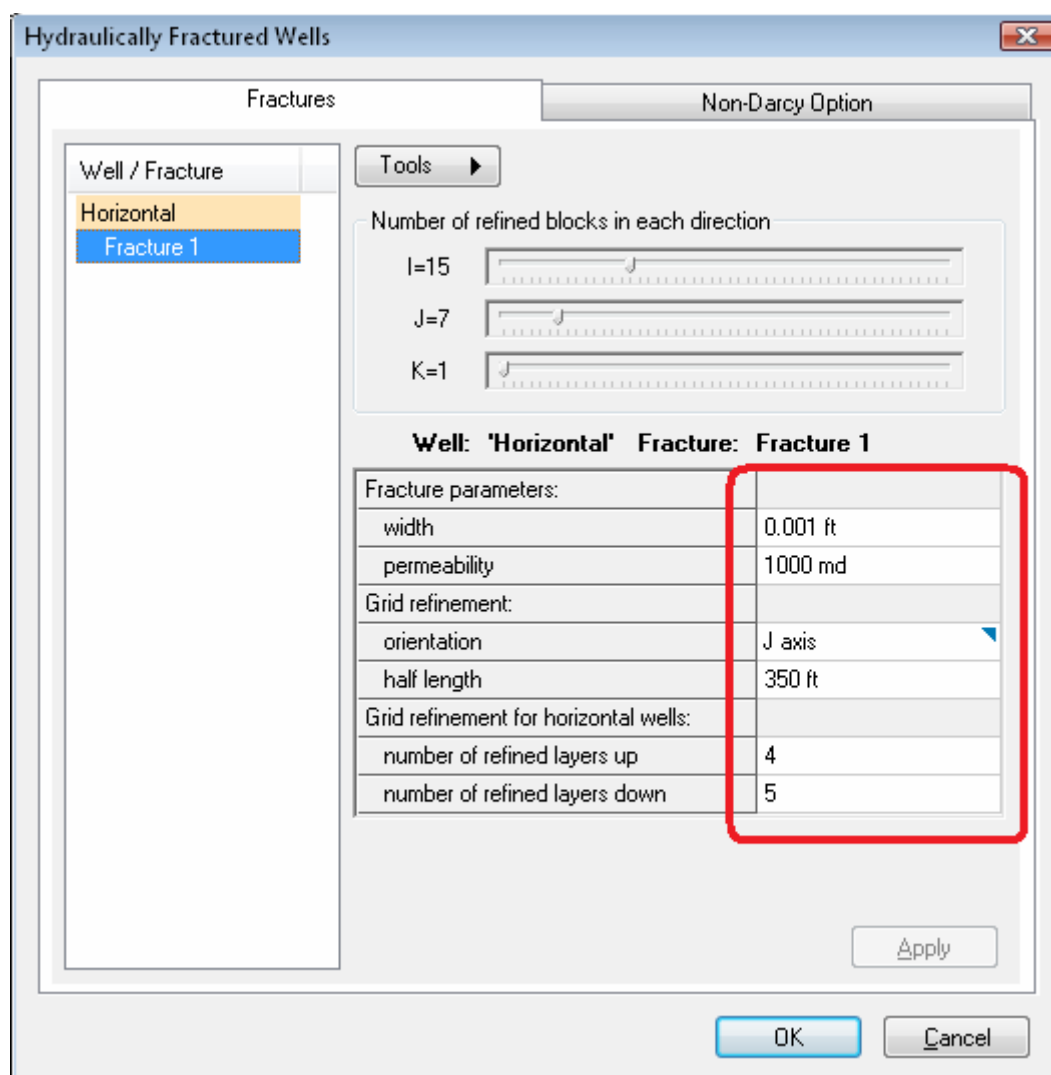 Hydraulically Fractured Wells
Fractures
Non-Darcy Option
Well / Fracture
Horizontal
Fracture 1
Tools
Number of refined blocks in each direction
I=15
J=7
K=1
Well: 'Horizontal' Fracture: Fracture 1
Fracture parameters:
width 0.001 ft
permeability 1000 md
Grid refinement:
orientation J axis
half length 350 ft
Grid refinement for horizontal wells:
number of refined layers up 4
number of refined layers down 5
Apply
OK Cancel